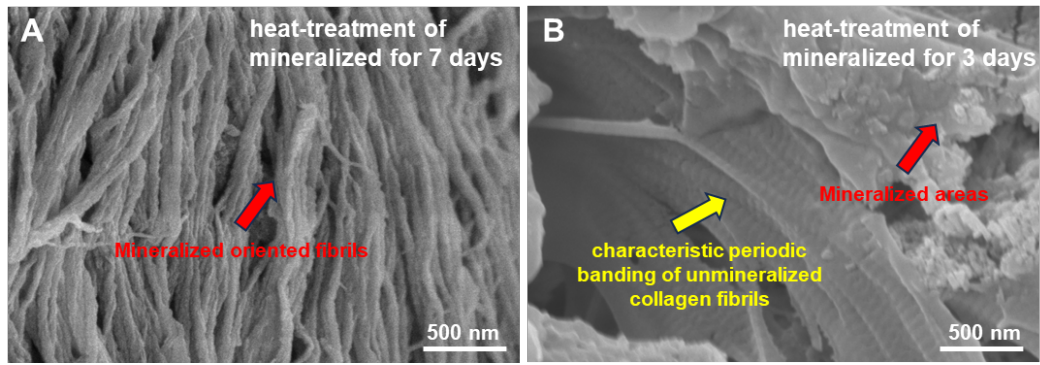 A
heat-treatment of
mineralized for 7 days
Mineralized oriented fibrils
500 nm
B
heat-treatment of
mineralized for 3 days
Mineralized areas
characteristic periodic
banding of unmineralized
collagen fibrils
500 nm